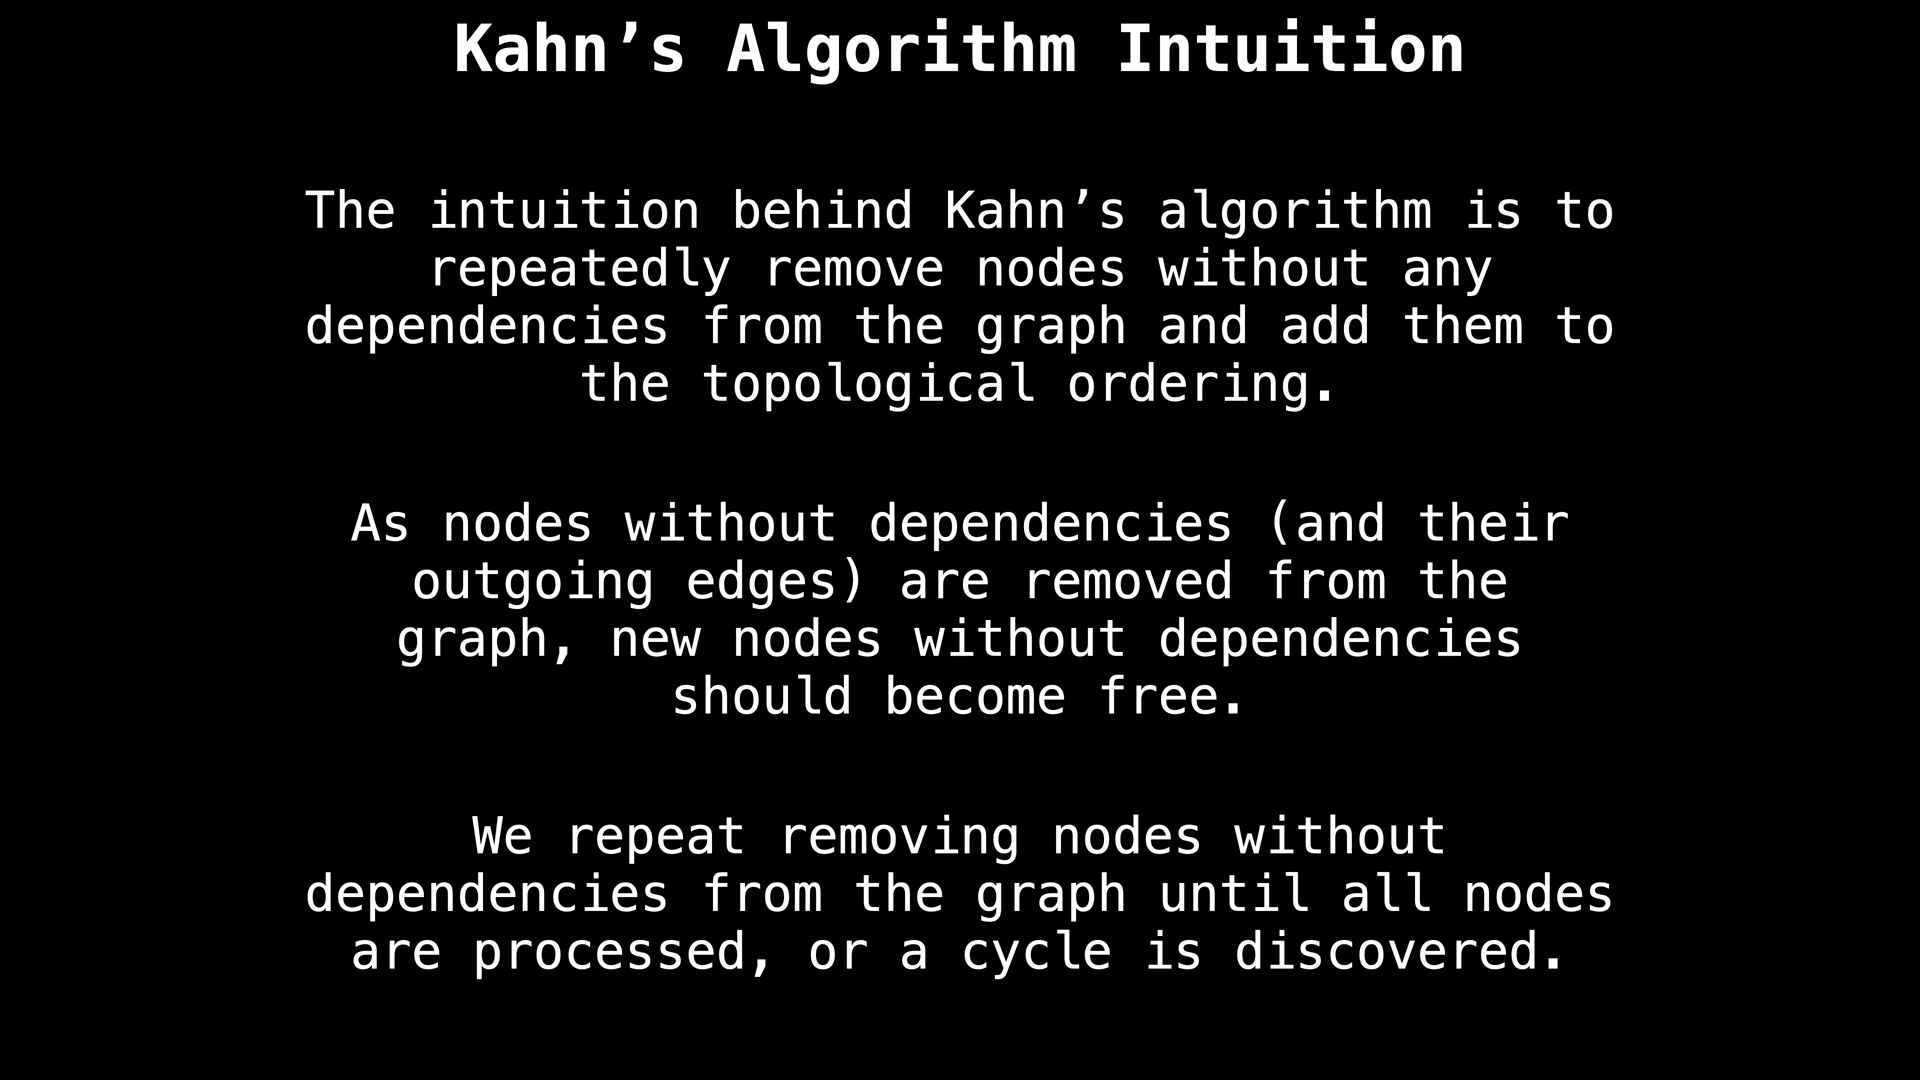 Kahn’s Algorithm Intuition
The intuition behind Kahn’s algorithm is to
repeatedly remove nodes without any
dependencies from the graph and add them to
the topological ordering.
As nodes without dependencies (and their
outgoing edges) are removed from the
graph, new nodes without dependencies
should become free.
We repeat removing nodes without
dependencies from the graph until all nodes
are processed, or a cycle is discovered.